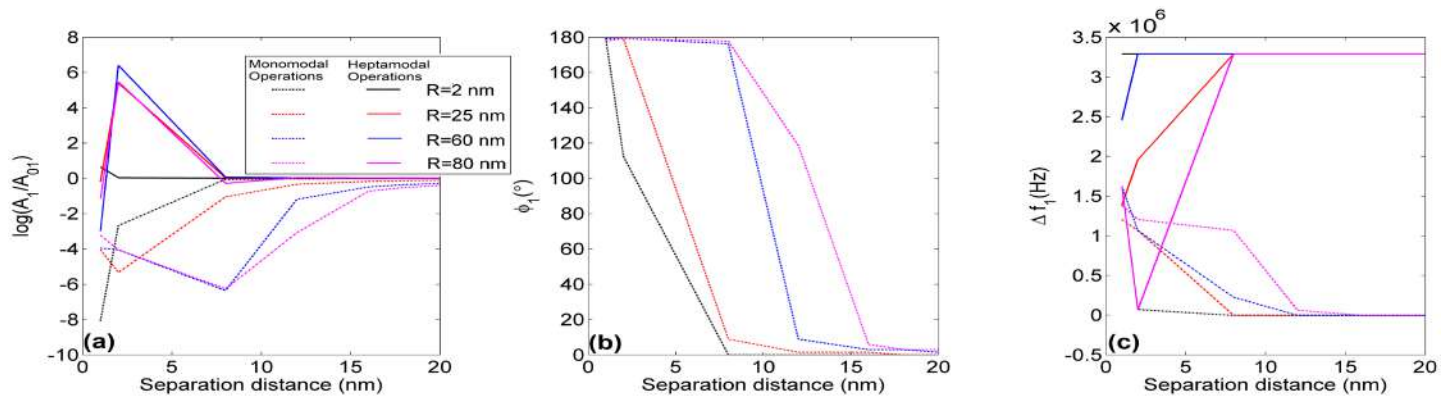 8
6
4
2
0
-2
-4
-6
-8
-10
0 5 10 15 20
log(A1/A01)
Separation distance (nm)
(a)
Monomodal Operations
Heptamodal Operations
R=2 nm
R=25 nm
R=60 nm
R=80 nm
180
160
140
120
100
80
60
40
20
0
0 5 10 15 20
ϕ1(°)
Separation distance (nm)
(b)
× 10^6
3.5
3
2.5
2
1.5
1
0.5
0
-0.5
0 5 10 15 20
Δ f1(Hz)
Separation distance (nm)
(c)